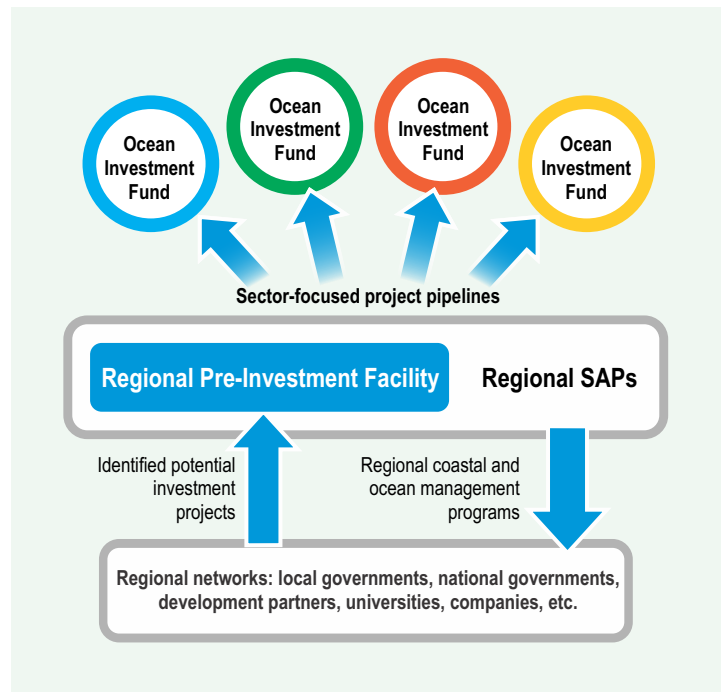 Ocean
Investment
Fund
Ocean
Investment
Fund
Ocean
Investment
Fund
Ocean
Investment
Fund
Sector-focused project pipelines
Regional Pre-Investment Facility
Regional SAPs
Identified potential
investment
projects
Regional coastal and
ocean management
programs
Regional networks: local governments, national governments,
development partners, universities, companies, etc.